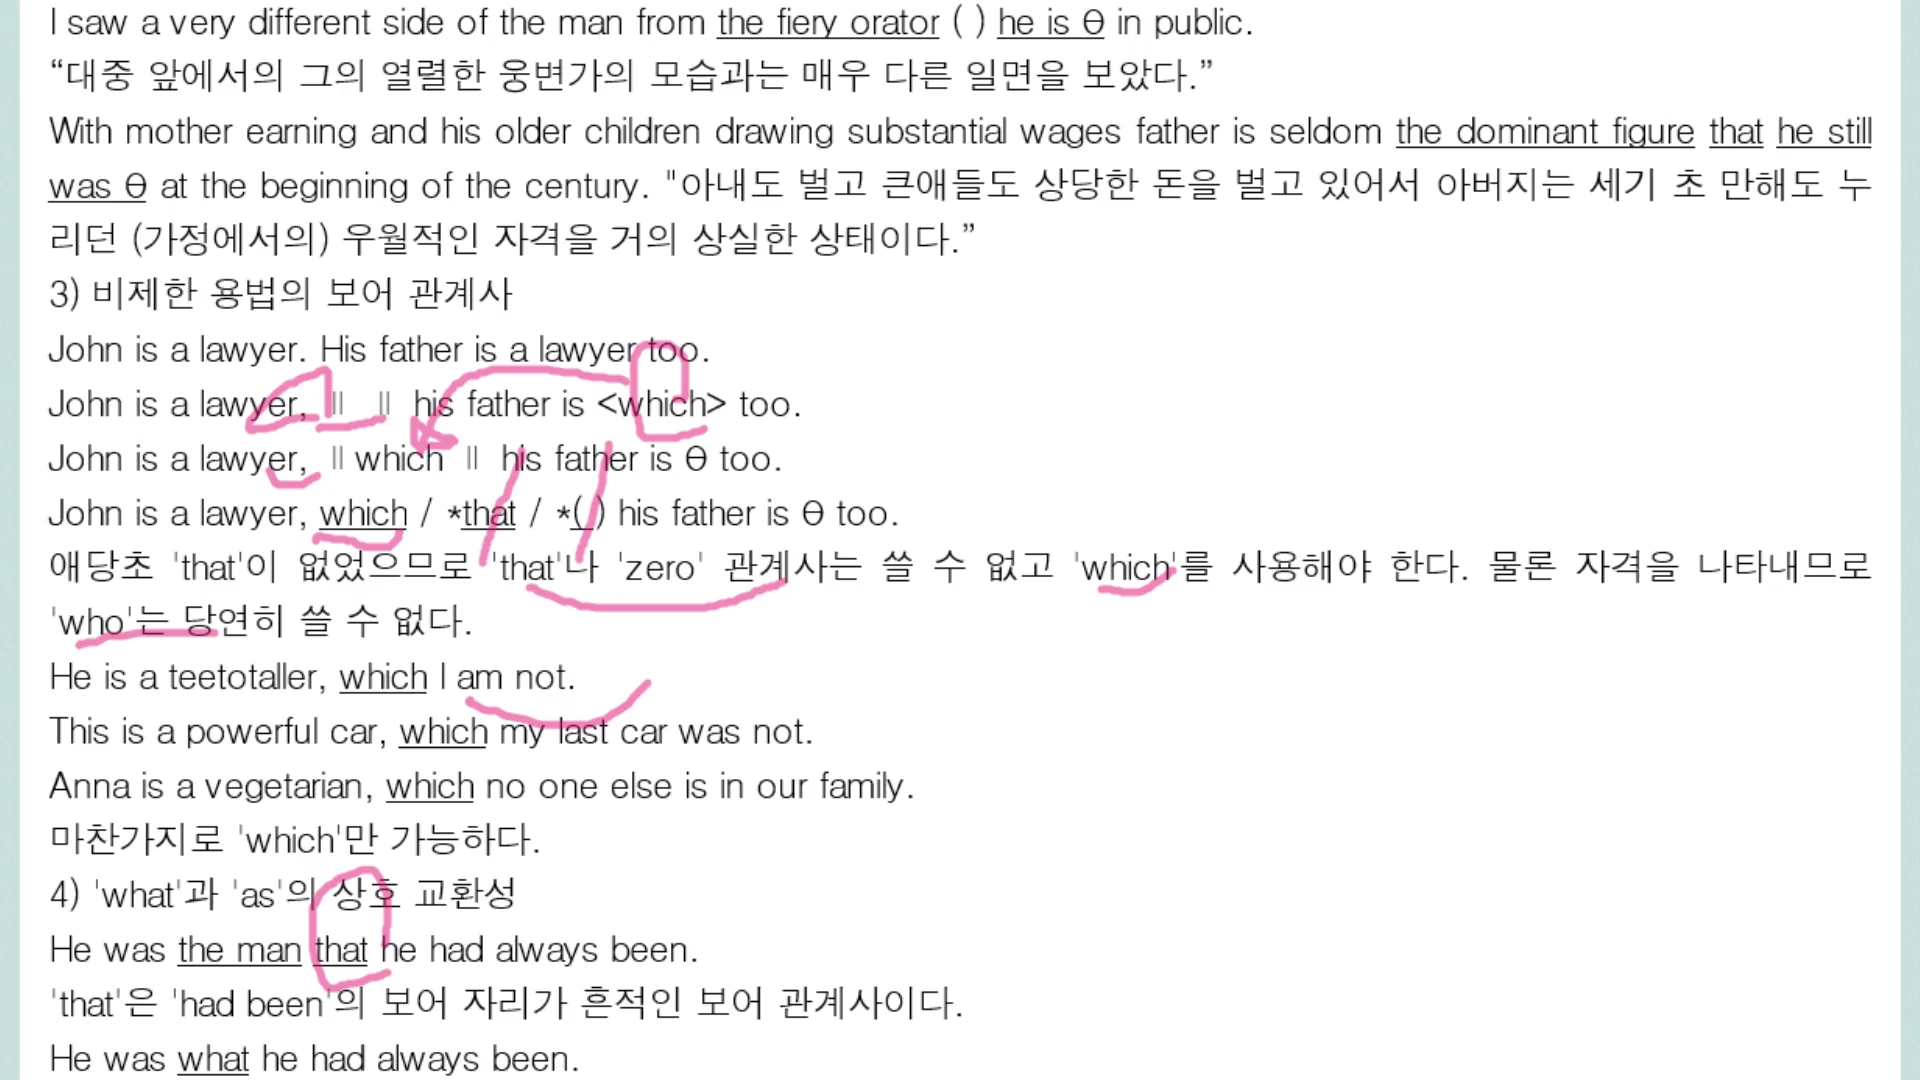 I saw a very different side of the man from the fiery orator ( ) he is Ө in public.
“대중 앞에서의 그의 열렬한 웅변가의 모습과는 매우 다른 일면을 보았다.”
With mother earning and his older children drawing substantial wages father is seldom the dominant figure that he still
was Ө at the beginning of the century. "아내도 벌고 큰애들도 상당한 돈을 벌고 있어서 아버지는 세기 초 만해도 누
리던 (가정에서의) 우월적인 자격을 거의 상실한 상태이다.”
3) 비제한 용법의 보어 관계사
John is a lawyer. His father is a lawyer too.
John is a lawyer, ∥ ∥ his father is <which> too.
John is a lawyer, ∥ which ∥ his father is Ө too.
John is a lawyer, which / *that / *( ) his father is Ө too.
애당초 'that'이 없었으므로 'that'나 'zero' 관계사는 쓸 수 없고 'which'를 사용해야 한다. 물론 자격을 나타내므로
'who'는 당연히 쓸 수 없다.
He is a teetotaller, which I am not.
This is a powerful car, which my last car was not.
Anna is a vegetarian, which no one else is in our family.
마찬가지로 'which'만 가능하다.
4) 'what'과 'as'의 상호 교환성
He was the man that he had always been.
'that'은 'had been'의 보어 자리가 흔적인 보어 관계사이다.
He was what he had always been.